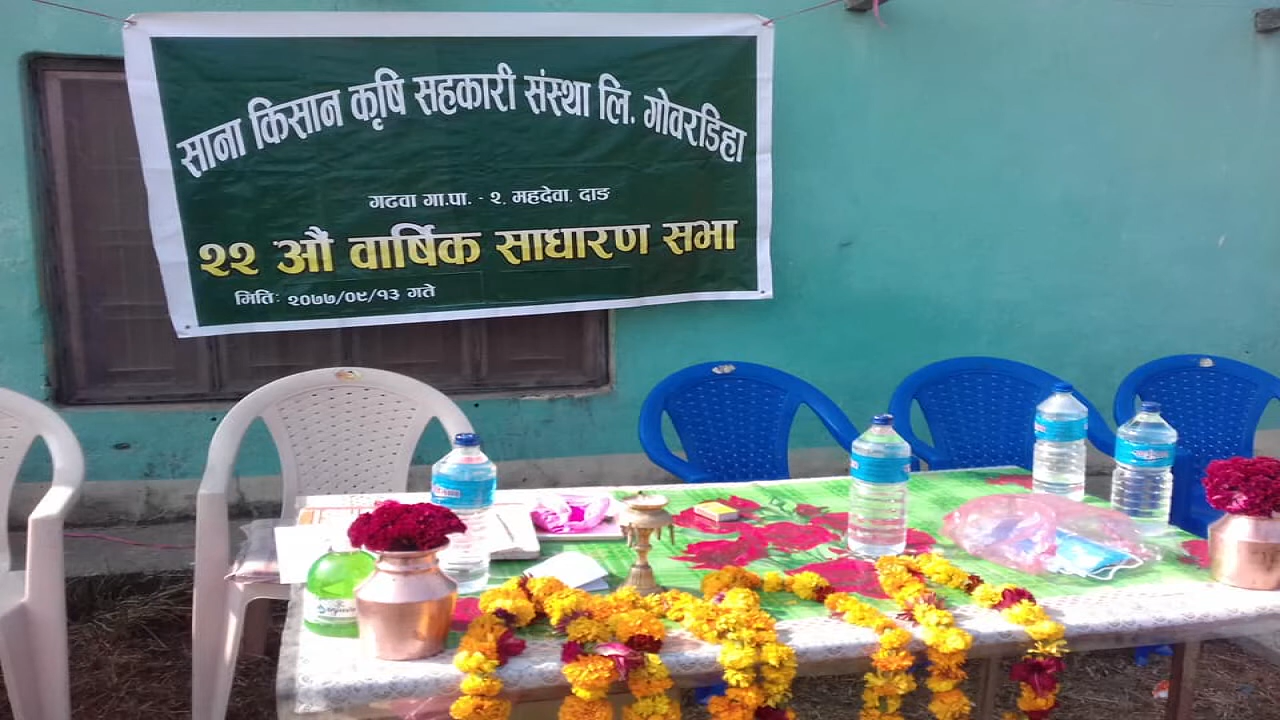 साना किसान कृषि सहकारी संस्था लि. गोवरडिहा
गढवा गा.पा. - २, महदेवा, दाङ
२२ औं वार्षिक साधारण सभा
मितिः २०७७/०९/१३ गते